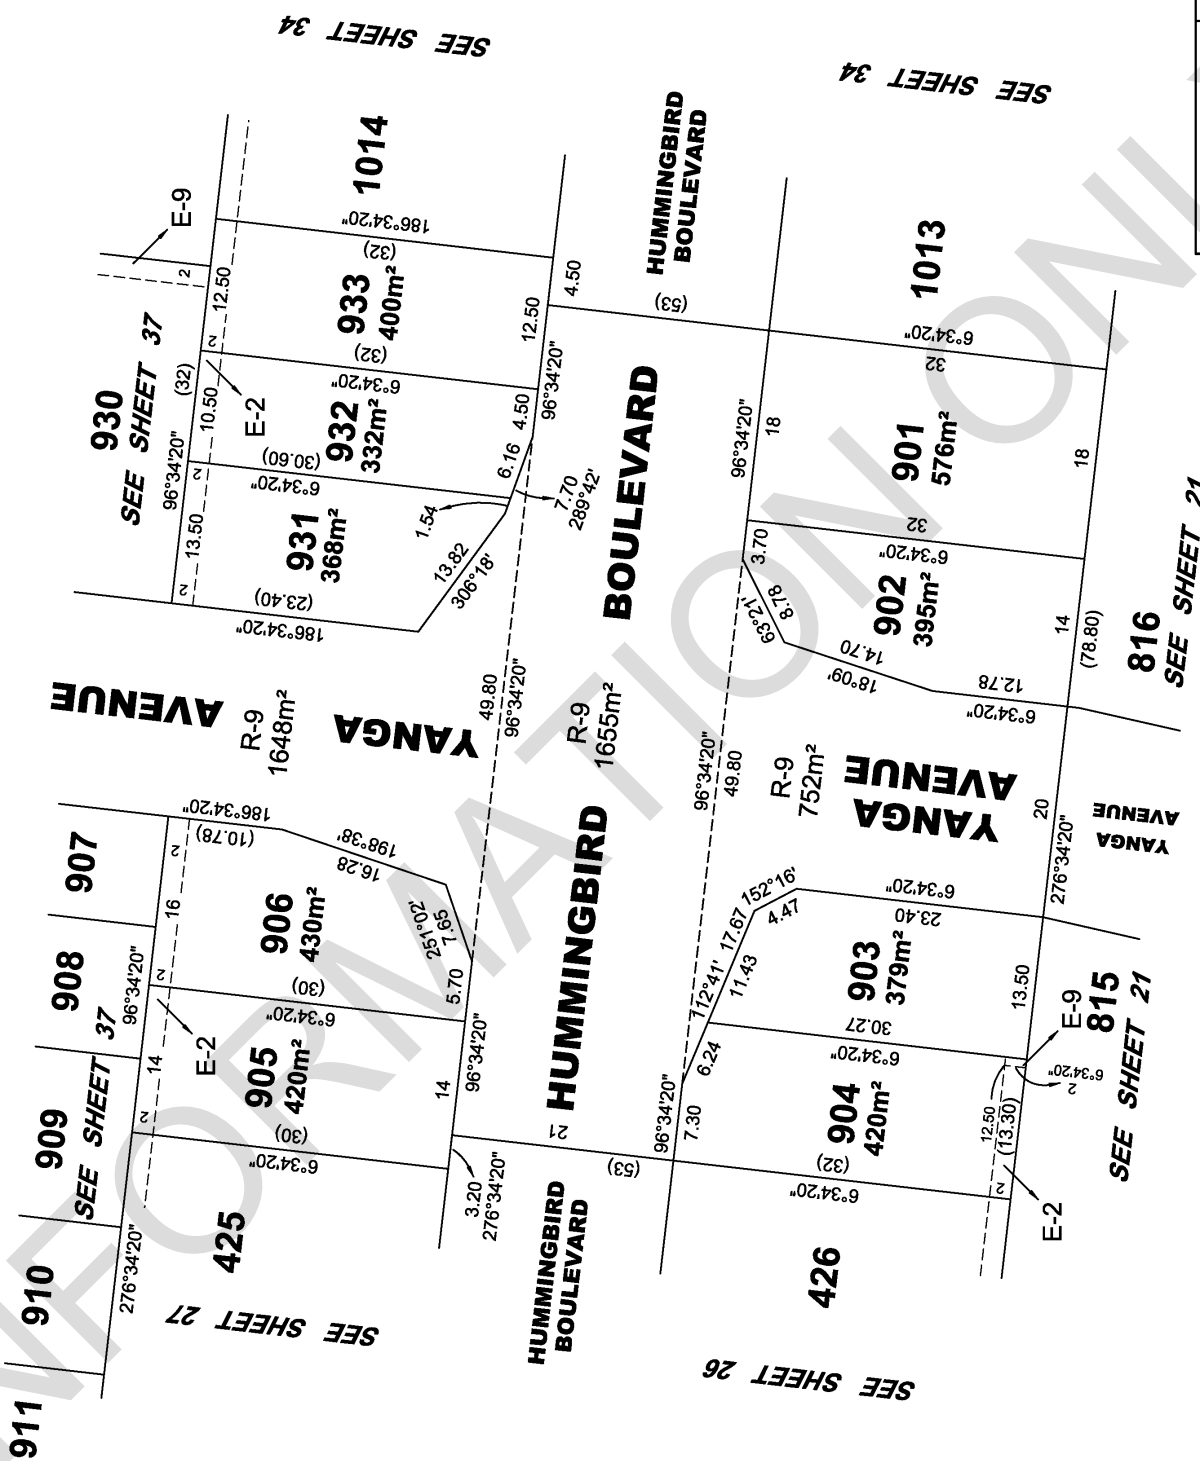 SEE SHEET 34
SEE SHEET 34
E-9
1014
HUMMINGBIRD
BOULEVARD
1013
186°34'20"
(32)
933
400m²
12.50
2
12.50
4.50
(53)
6°34'20"
32
930
SEE SHEET 37
(32)
96°34'20"
2
10.50
E-2
(32)
6°34'20"
932
332m²
(30.60)
6°34'20"
4.50
96°34'20"
6.16
7.70
289°42'
2
13.50
2
931
368m²
1.54
13.82
306°18'
(23.40)
186°34'20"
BOULEVARD
96°34'20"
18
901
576m²
18
32
6°34'20"
3.70
8.78
63°21'
902
395m²
14
(78.80)
14.70
18°09'
12.78
6°34'20"
816
SEE SHEET 21
YANGA
AVENUE
R-9
1648m²
49.80
96°34'20"
R-9
1655m²
96°34'20"
49.80
R-9
752m²
YANGA
AVENUE
20
276°34'20"
YANGA
AVENUE
907
186°34'20"
(10.78)
198°38'
16.28
2
16
906
430m²
251°02'
7.65
5.70
(30)
6°34'20"
908
96°34'20"
2
E-2
HUMMINGBIRD
152°16'
4.47
17.67
112°41'
11.43
6°34'20"
23.40
903
379m²
13.50
30.27
6°34'20"
6.24
E-9
815
SEE SHEET 21
6°34'20"
2
909
SEE SHEET 37
14
2
905
420m²
(30)
6°34'20"
14
96°34'20"
21
(53)
96°34'20"
7.30
904
420m²
(32)
6°34'20"
12.50
(13.30)
2
E-2
3.20
276°34'20"
910
276°34'20"
425
SEE SHEET 27
HUMMINGBIRD
BOULEVARD
426
SEE SHEET 26
911
INFORMATION ONL